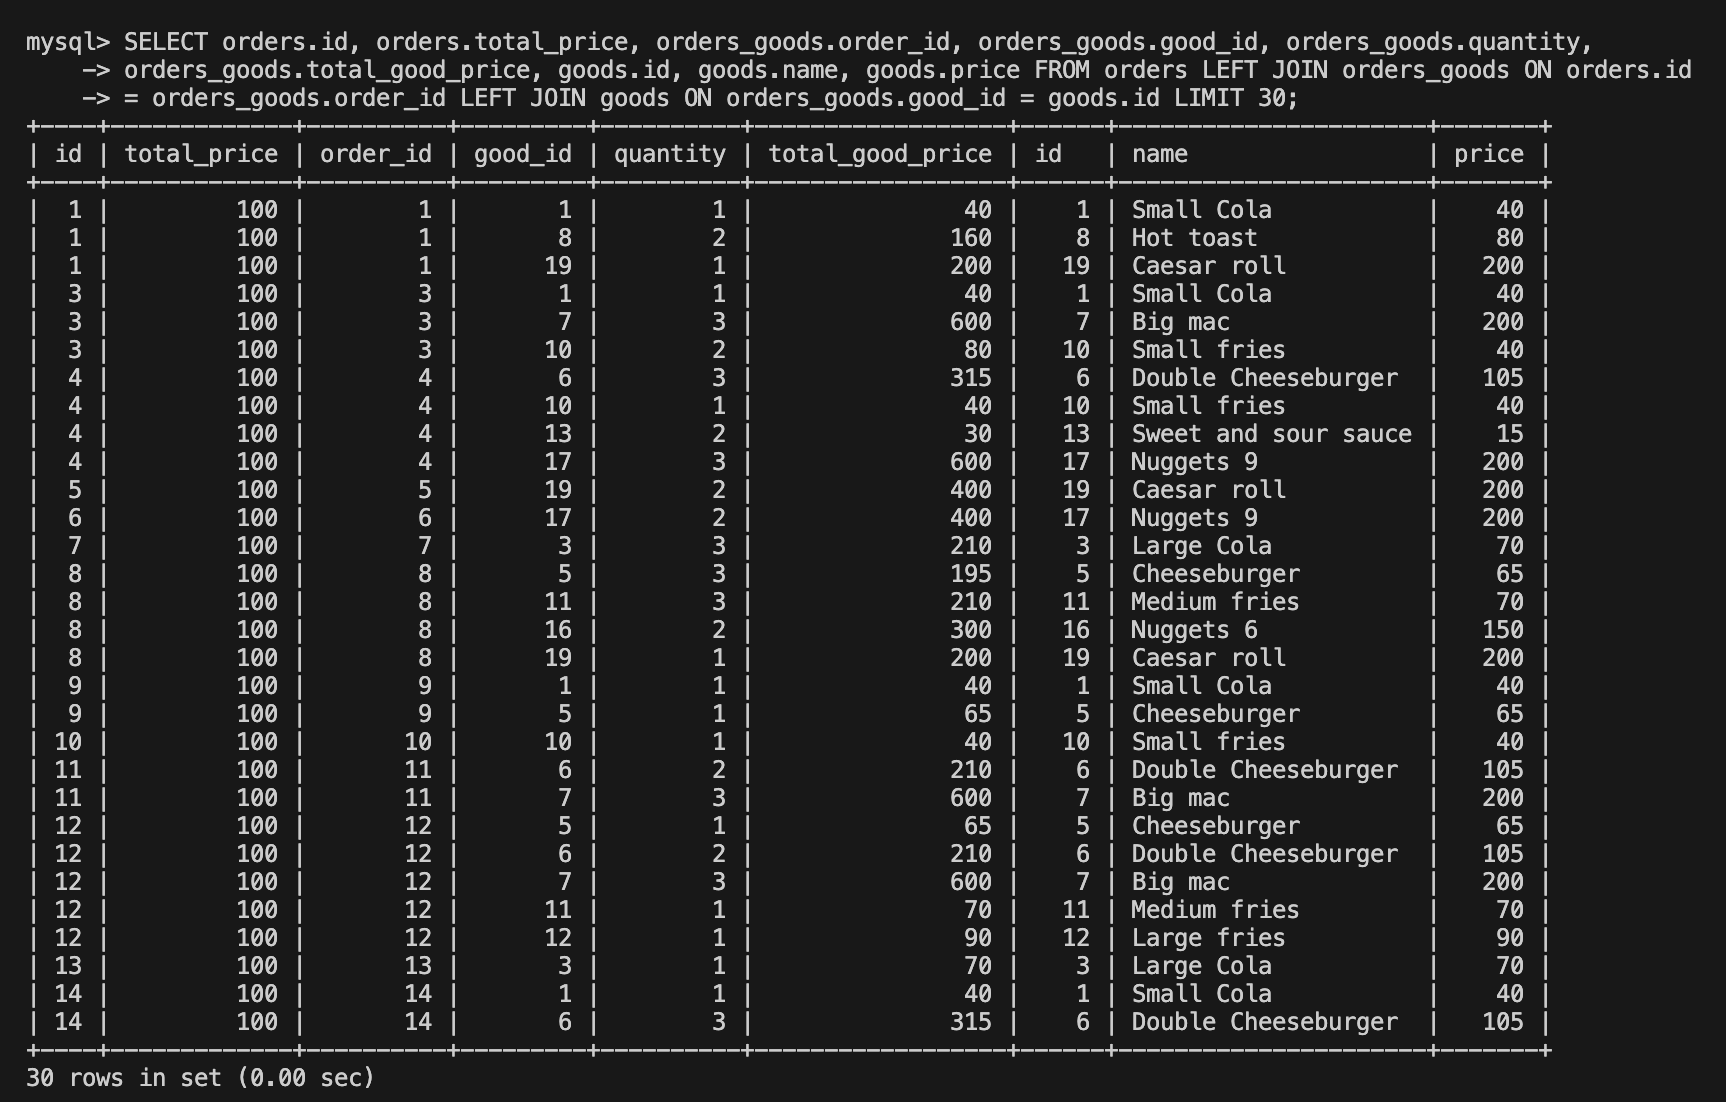 mysql> SELECT orders.id, orders.total_price, orders_goods.order_id, orders_goods.good_id, orders_goods.quantity,
    -> orders_goods.total_good_price, goods.id, goods.name, goods.price FROM orders LEFT JOIN orders_goods ON orders.id
    -> = orders_goods.order_id LEFT JOIN goods ON orders_goods.good_id = goods.id LIMIT 30;
+----+-------------+----------+---------+----------+------------------+------+----------------------+-------+
| id | total_price | order_id | good_id | quantity | total_good_price | id   | name                 | price |
+----+-------------+----------+---------+----------+------------------+------+----------------------+-------+
|  1 |         100 |        1 |       1 |        1 |               40 |    1 | Small Cola           |    40 |
|  1 |         100 |        1 |       8 |        2 |              160 |    8 | Hot toast            |    80 |
|  1 |         100 |        1 |      19 |        1 |              200 |   19 | Caesar roll          |   200 |
|  3 |         100 |        3 |       1 |        1 |               40 |    1 | Small Cola           |    40 |
|  3 |         100 |        3 |       7 |        3 |              600 |    7 | Big mac              |   200 |
|  3 |         100 |        3 |      10 |        2 |               80 |   10 | Small fries          |    40 |
|  4 |         100 |        4 |       6 |        3 |              315 |    6 | Double Cheeseburger  |   105 |
|  4 |         100 |        4 |      10 |        1 |               40 |   10 | Small fries          |    40 |
|  4 |         100 |        4 |      13 |        2 |               30 |   13 | Sweet and sour sauce |    15 |
|  4 |         100 |        4 |      17 |        3 |              600 |   17 | Nuggets 9            |   200 |
|  5 |         100 |        5 |      19 |        2 |              400 |   19 | Caesar roll          |   200 |
|  6 |         100 |        6 |      17 |        2 |              400 |   17 | Nuggets 9            |   200 |
|  7 |         100 |        7 |       3 |        3 |              210 |    3 | Large Cola           |    70 |
|  8 |         100 |        8 |       5 |        3 |              195 |    5 | Cheeseburger         |    65 |
|  8 |         100 |        8 |      11 |        3 |              210 |   11 | Medium fries         |    70 |
|  8 |         100 |        8 |      16 |        2 |              300 |   16 | Nuggets 6            |   150 |
|  8 |         100 |        8 |      19 |        1 |              200 |   19 | Caesar roll          |   200 |
|  9 |         100 |        9 |       1 |        1 |               40 |    1 | Small Cola           |    40 |
|  9 |         100 |        9 |       5 |        1 |               65 |    5 | Cheeseburger         |    65 |
| 10 |         100 |       10 |      10 |        1 |               40 |   10 | Small fries          |    40 |
| 11 |         100 |       11 |       6 |        2 |              210 |    6 | Double Cheeseburger  |   105 |
| 11 |         100 |       11 |       7 |        3 |              600 |    7 | Big mac              |   200 |
| 12 |         100 |       12 |       5 |        1 |               65 |    5 | Cheeseburger         |    65 |
| 12 |         100 |       12 |       6 |        2 |              210 |    6 | Double Cheeseburger  |   105 |
| 12 |         100 |       12 |       7 |        3 |              600 |    7 | Big mac              |   200 |
| 12 |         100 |       12 |      11 |        1 |               70 |   11 | Medium fries         |    70 |
| 12 |         100 |       12 |      12 |        1 |               90 |   12 | Large fries          |    90 |
| 13 |         100 |       13 |       3 |        1 |               70 |    3 | Large Cola           |    70 |
| 14 |         100 |       14 |       1 |        1 |               40 |    1 | Small Cola           |    40 |
| 14 |         100 |       14 |       6 |        3 |              315 |    6 | Double Cheeseburger  |   105 |
+----+-------------+----------+---------+----------+------------------+------+----------------------+-------+
30 rows in set (0.00 sec)